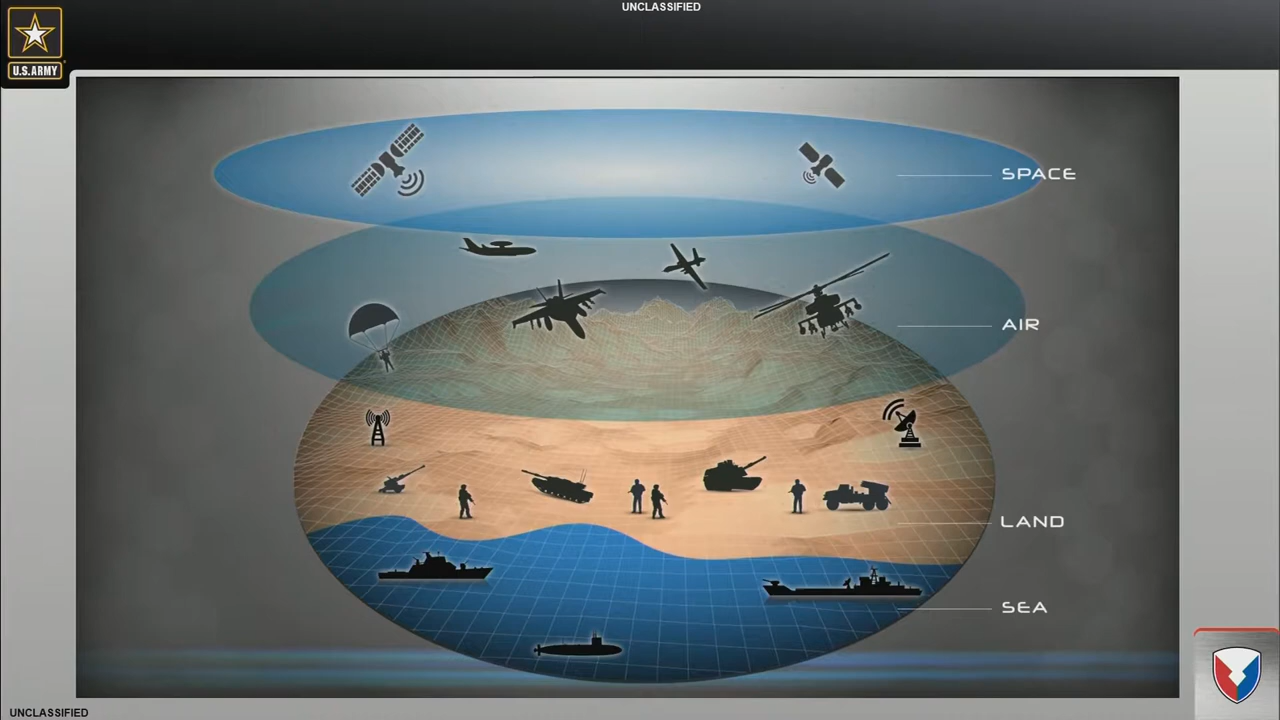 UNCLASSIFIED
U.S.ARMY
SPACE
AIR
LAND
SEA
UNCLASSIFIED